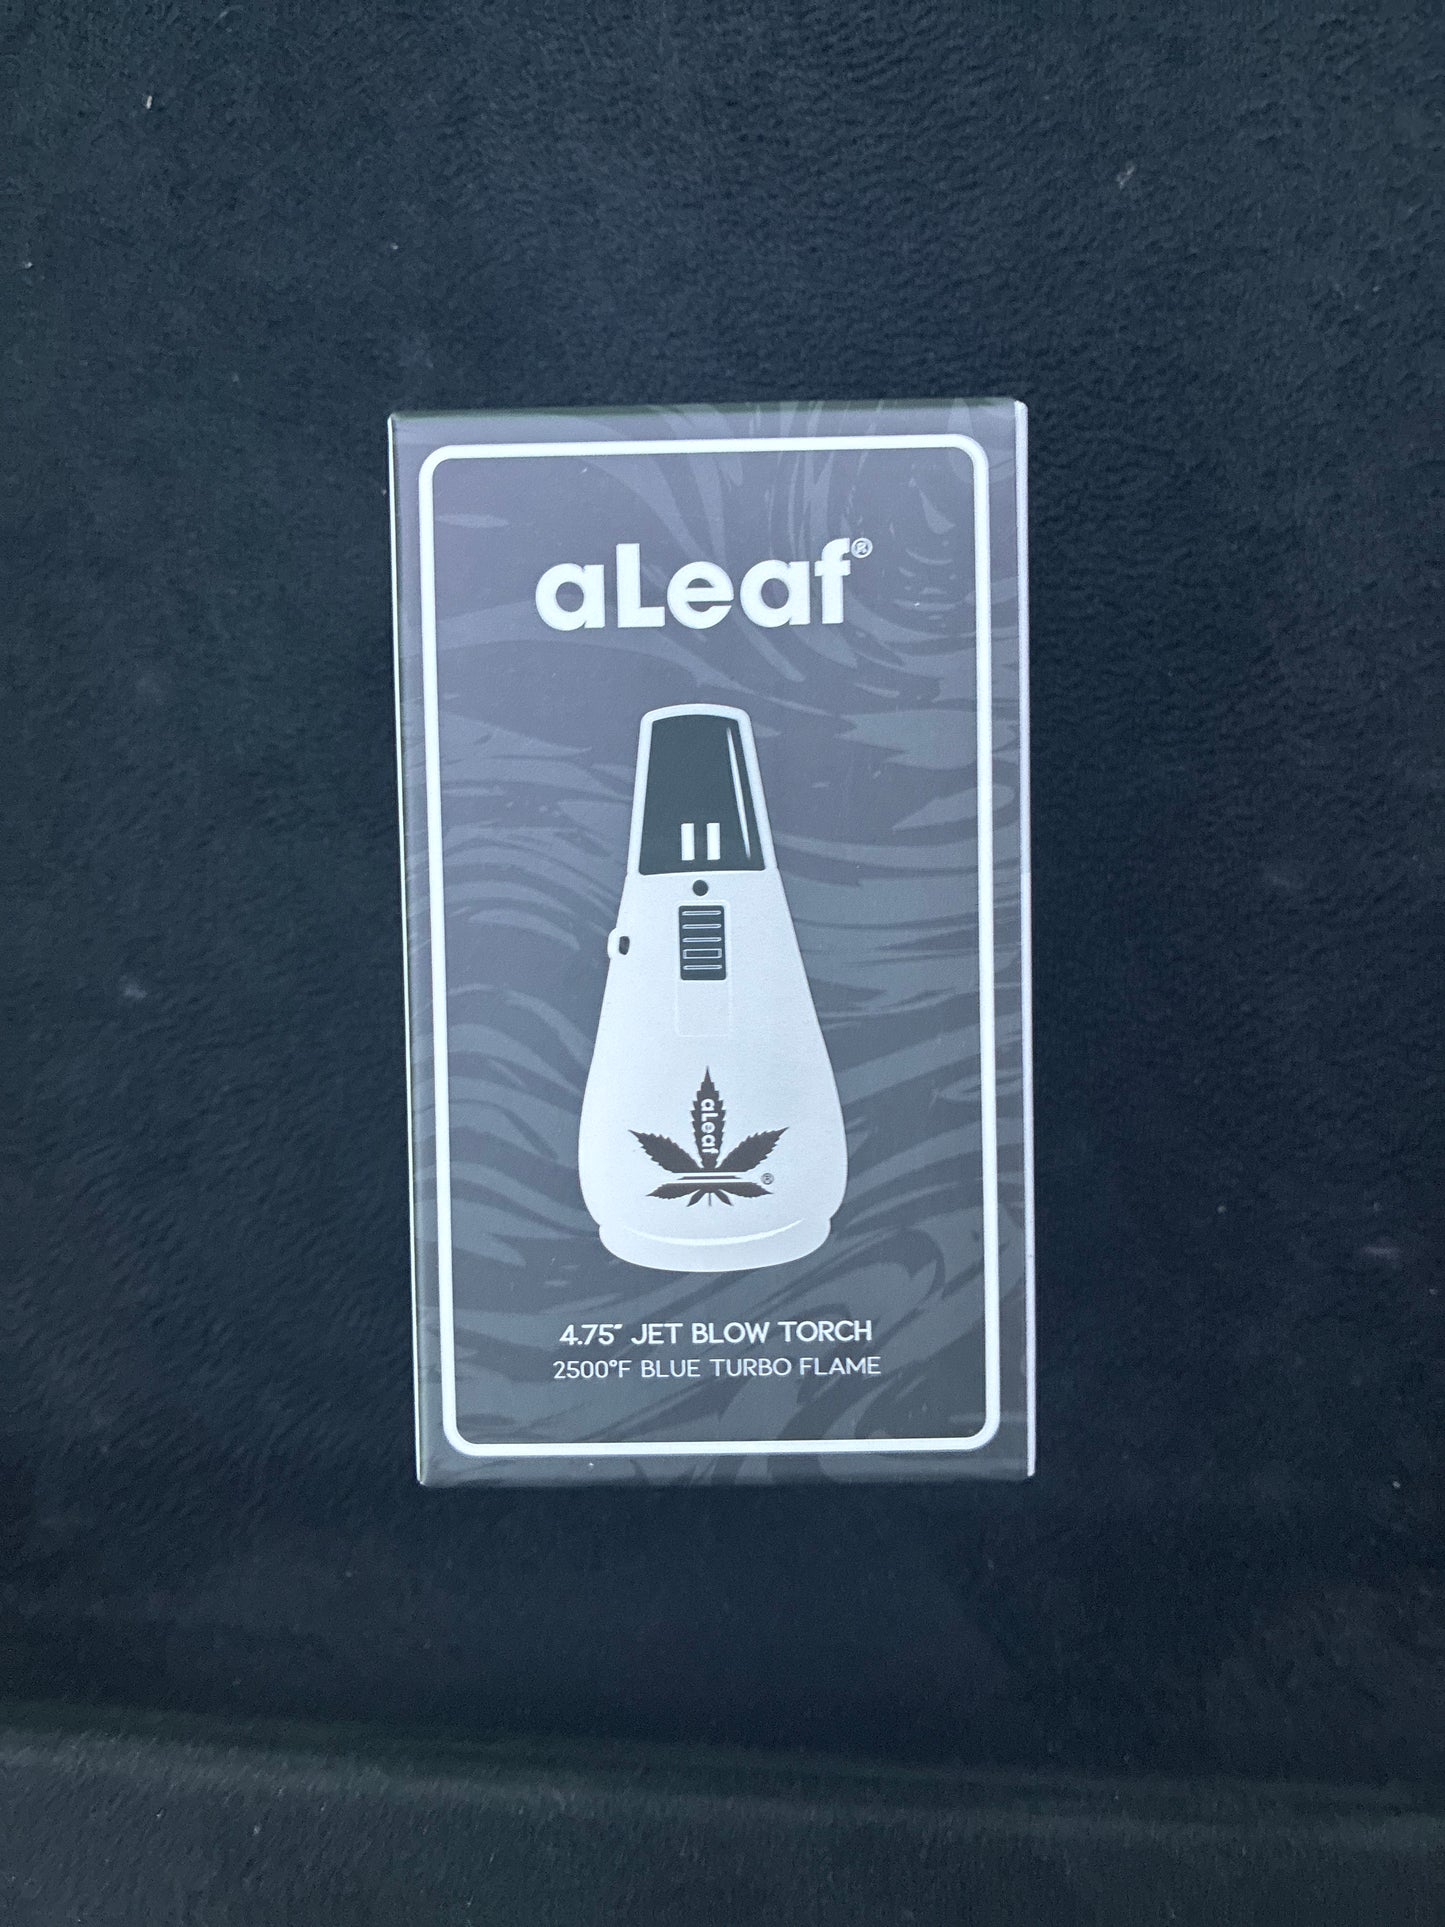 aLeaf®
aLeaf
®
4.75" JET BLOW TORCH
2500°F BLUE TURBO FLAME